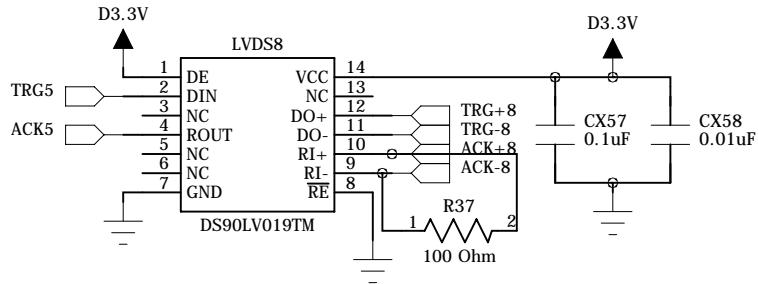 D3.3V
D3.3V
LVDS8
1 DE VCC 14
TRG5 2 DIN NC 13
3 NC DO+ 12 TRG+8
ACK5 4 ROUT DO- 11 TRG-8
5 NC RI+ 10 ACK+8
6 NC RI- 9 ACK-8
7 GND RE 8
DS90LV019TM
CX57
0.1uF
CX58
0.01uF
R37
1 2
100 Ohm